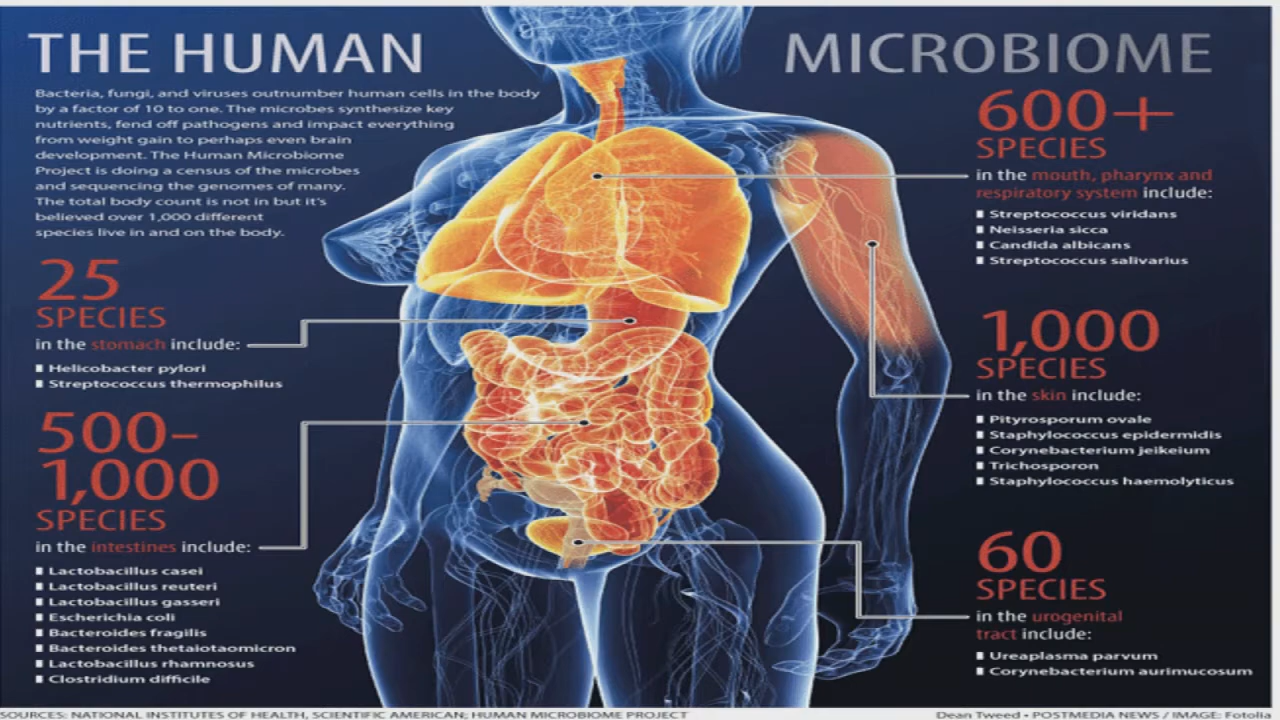 THE HUMAN MICROBIOME
Bacteria, fungi, and viruses outnumber human cells in the body
by a factor of 10 to one. The microbes synthesize key
nutrients, fend off pathogens and impact everything
from weight gain to perhaps even brain
development. The Human Microbiome
Project is doing a census of the microbes
and sequencing the genomes of many.
The total body count is not in but it's
believed over 1,000 different
species live in and on the body.
25
SPECIES
in the stomach include:
Helicobacter pylori
Streptococcus thermophilus
500–
1,000
SPECIES
in the intestines include:
Lactobacillus casei
Lactobacillus reuteri
Lactobacillus gasseri
Escherichia coli
Bacteroides fragilis
Bacteroides thetaiotaomicron
Lactobacillus rhamnosus
Clostridium difficile
600+
SPECIES
in the mouth, pharynx and
respiratory system include:
Streptococcus viridans
Neisseria sicca
Candida albicans
Streptococcus salivarius
1,000
SPECIES
in the skin include:
Pityrosporum ovale
Staphylococcus epidermidis
Corynebacterium jeikeium
Trichosporon
Staphylococcus haemolyticus
60
SPECIES
in the urogenital
tract include:
Ureaplasma parvum
Corynebacterium aurimucosum
SOURCES: NATIONAL INSTITUTES OF HEALTH, SCIENTIFIC AMERICAN; HUMAN MICROBIOME PROJECT
Dean Tweed • POSTMEDIA NEWS / IMAGE: Fotolia